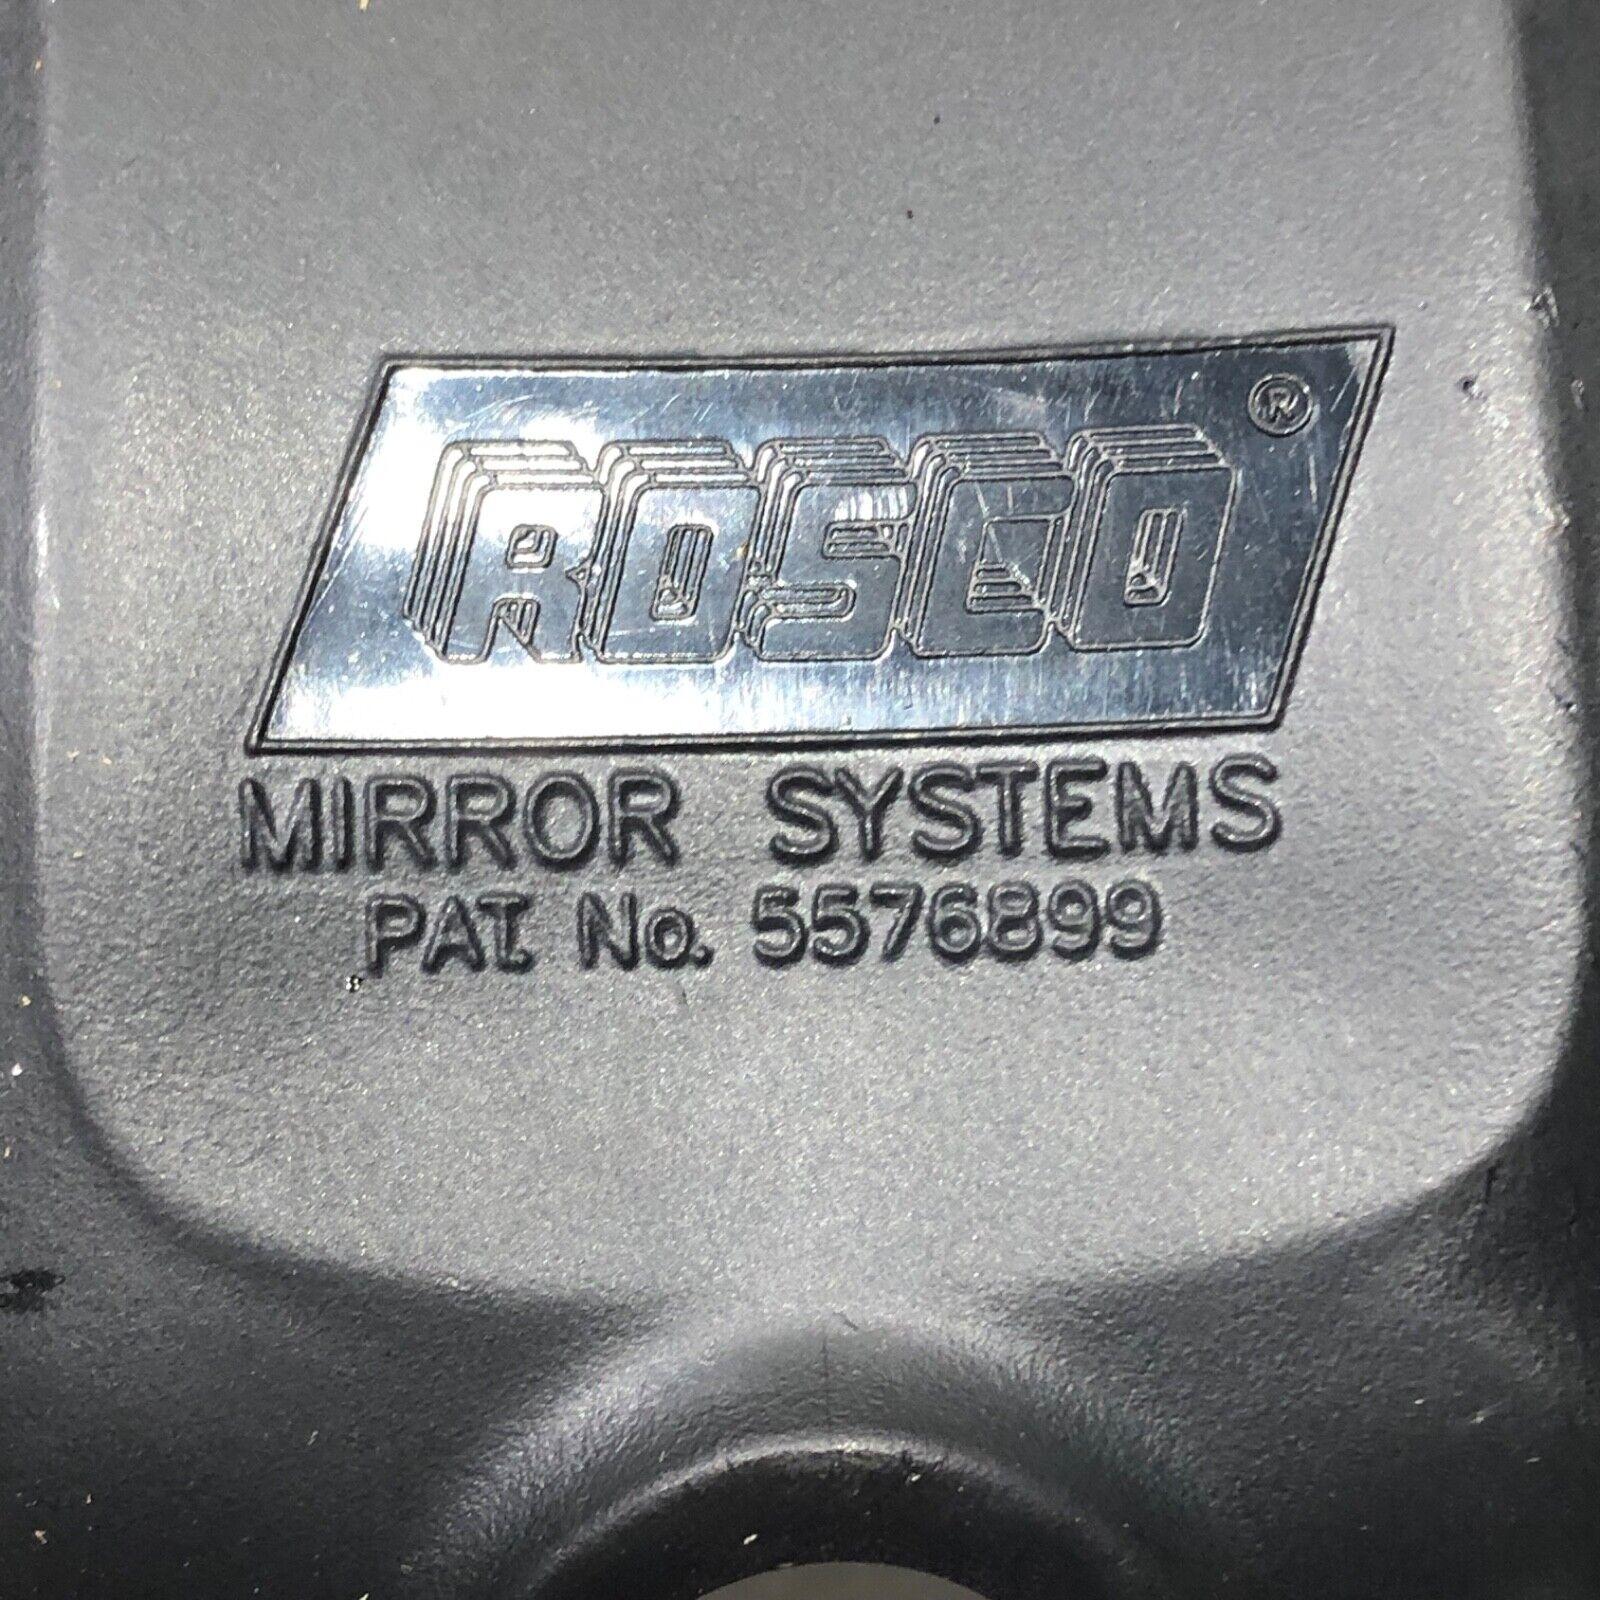 ROSCO ®
MIRROR SYSTEMS
PAT. No. 5576899